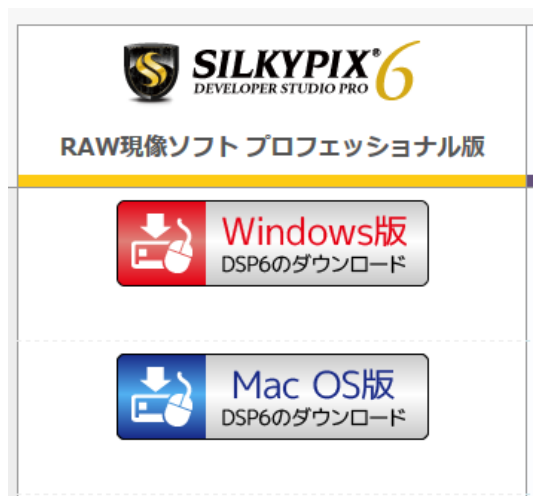 SILKYPIX® 6
DEVELOPER STUDIO PRO
RAW現像ソフト プロフェッショナル版
Windows版
DSP6のダウンロード
Mac OS版
DSP6のダウンロード